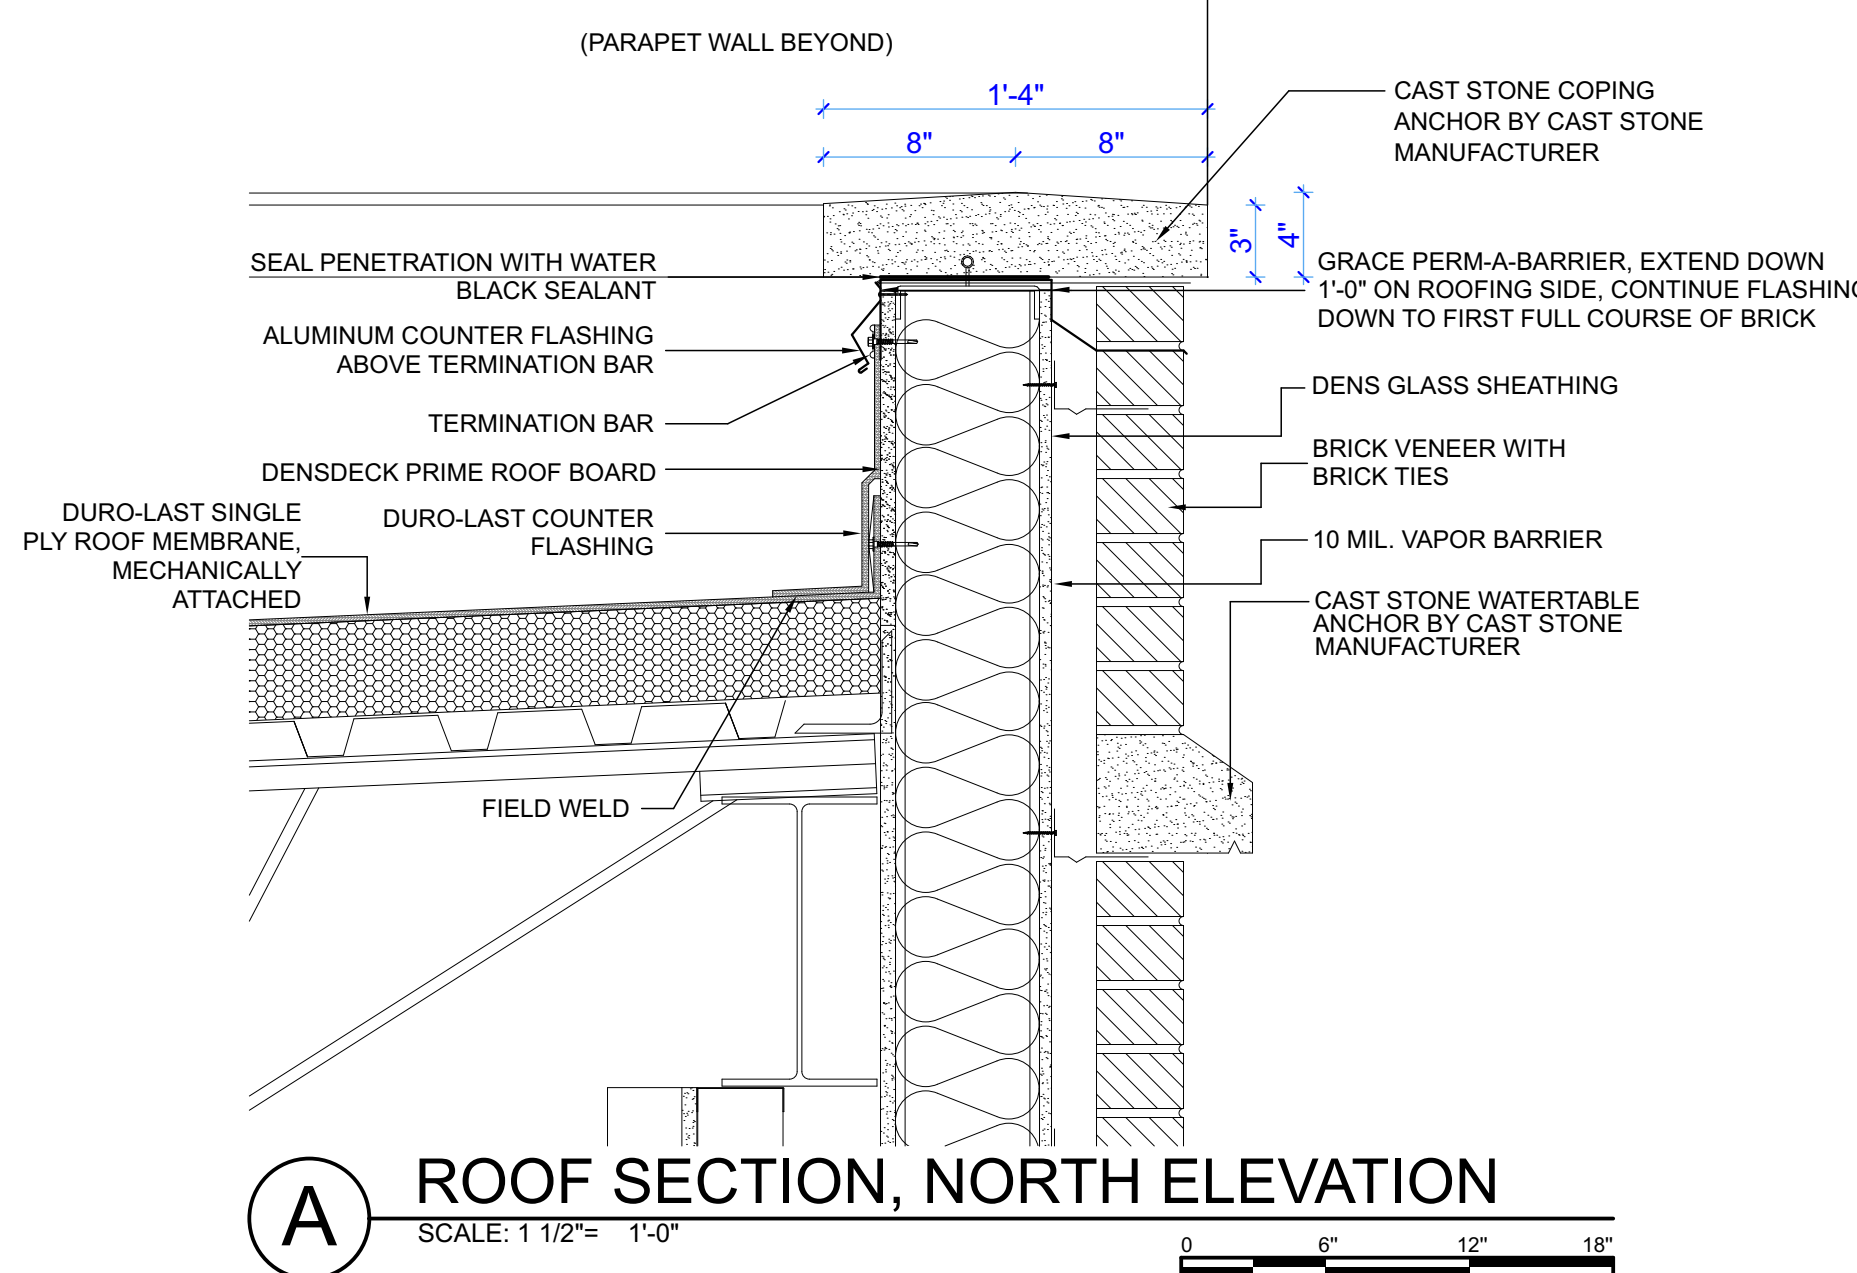 (PARAPET WALL BEYOND)
1'-4"
8"
8"
CAST STONE COPING
ANCHOR BY CAST STONE
MANUFACTURER
3"
4"
SEAL PENETRATION WITH WATER
BLACK SEALANT
GRACE PERM-A-BARRIER, EXTEND DOWN
1'-0" ON ROOFING SIDE, CONTINUE FLASHING
DOWN TO FIRST FULL COURSE OF BRICK
ALUMINUM COUNTER FLASHING
ABOVE TERMINATION BAR
DENS GLASS SHEATHING
TERMINATION BAR
BRICK VENEER WITH
BRICK TIES
DENSDECK PRIME ROOF BOARD
DURO-LAST SINGLE
PLY ROOF MEMBRANE,
MECHANICALLY
ATTACHED
DURO-LAST COUNTER
FLASHING
10 MIL. VAPOR BARRIER
CAST STONE WATERTABLE
ANCHOR BY CAST STONE
MANUFACTURER
FIELD WELD
A
ROOF SECTION, NORTH ELEVATION
SCALE: 1 1/2"= 1'-0"
0 6" 12" 18"